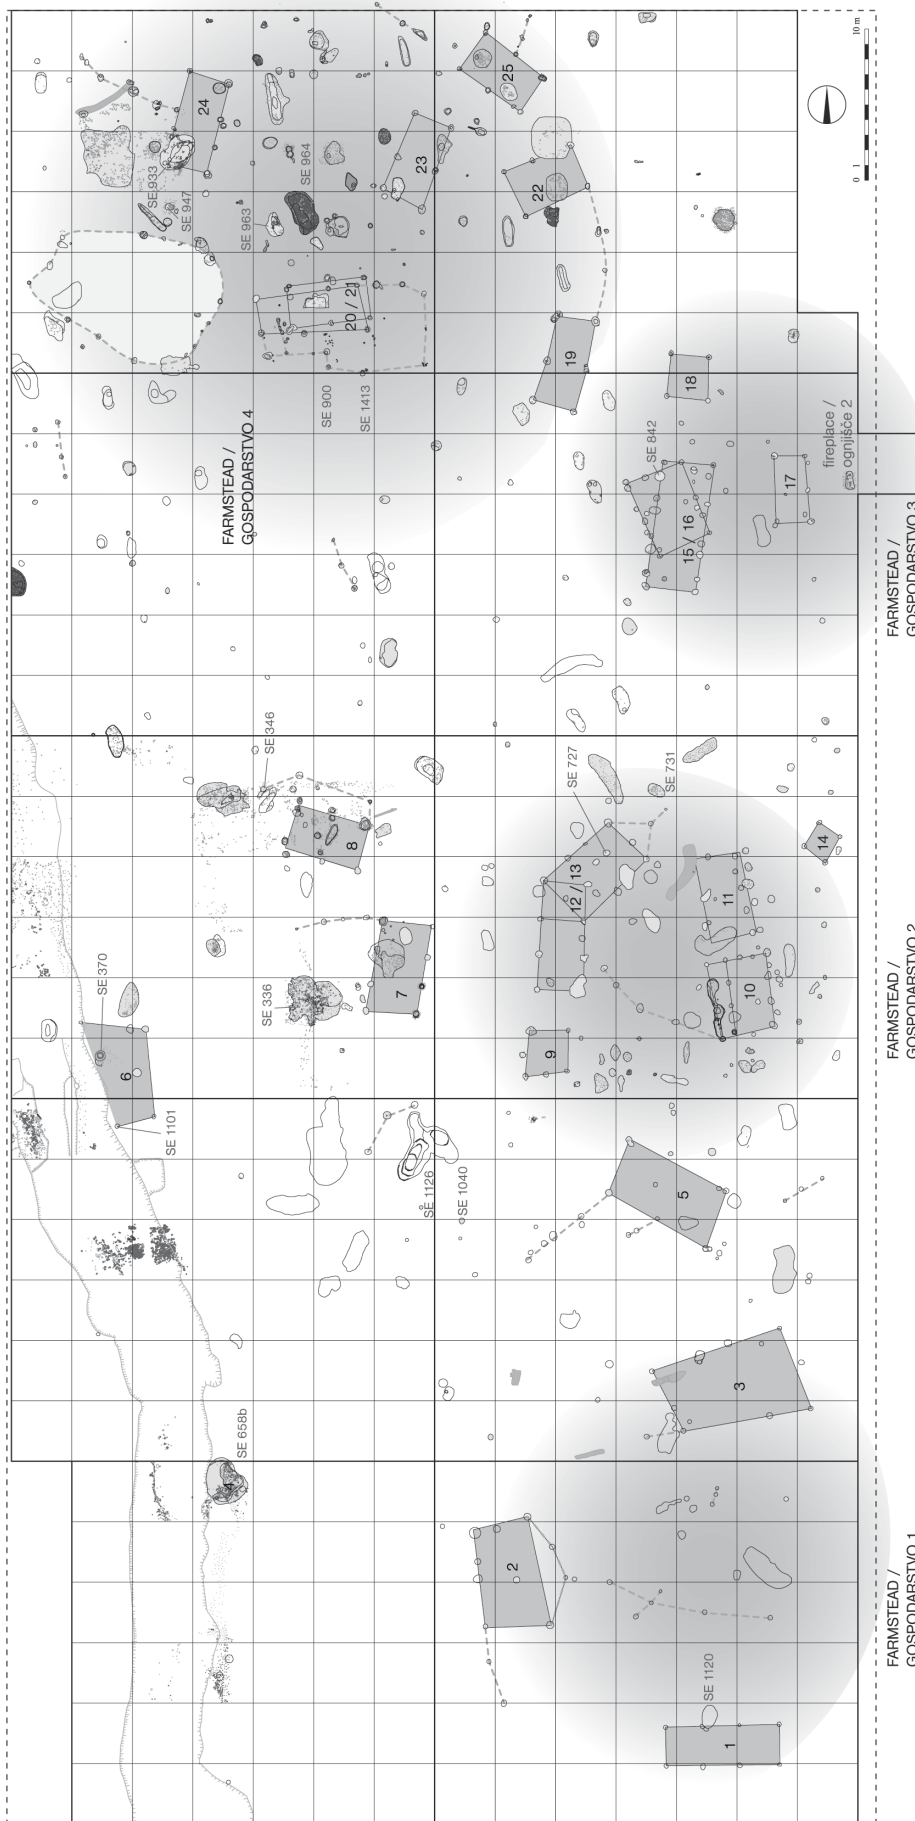 10 m
0 1
25
24
23
22
SE 933
SE 947
SE 964
SE 963
20 / 21
19
18
SE 900
SE 1413
FARMSTEAD /
GOSPODARSTVO 4
SE 842
fireplace /
ognjišče 2
17
15 / 16
FARMSTEAD /
GOSPODARSTVO 3
SE 346
SE 727
SE 731
8
14
12 / 13
11
SE 370
SE 336
7
10
9
6
FARMSTEAD /
GOSPODARSTVO 2
SE 1101
SE 1126
SE 1040
5
3
SE 658b
4
2
SE 1120
1
FARMSTEAD /
GOSPODARSTVO 1